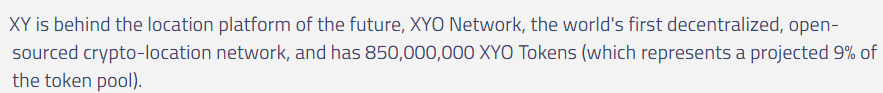 XY is behind the location platform of the future, XYO Network, the world's first decentralized, open-
sourced crypto-location network, and has 850,000,000 XYO Tokens (which represents a projected 9% of
the token pool).